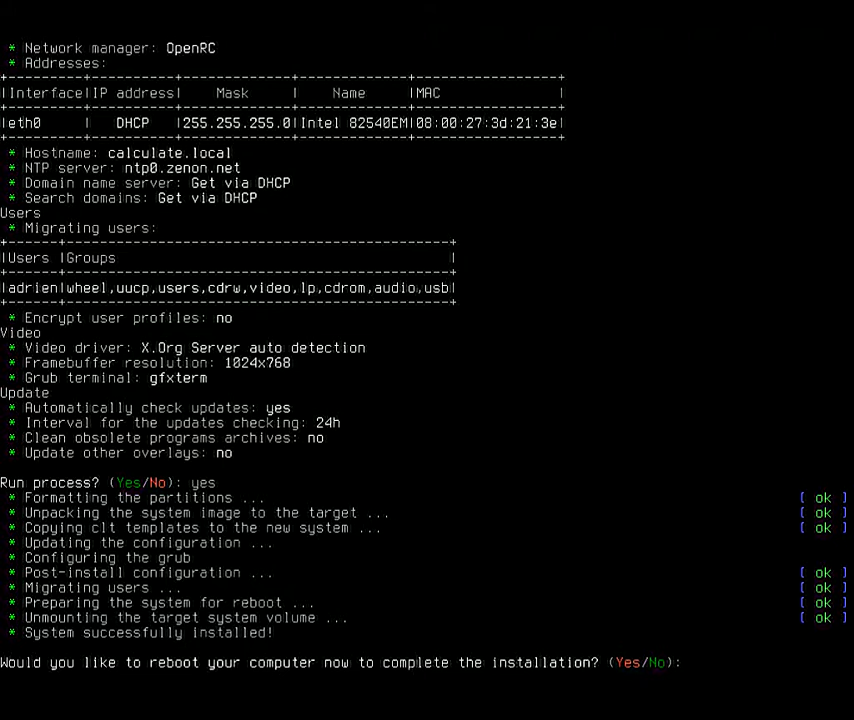 * Network manager: OpenRC
* Addresses:
+---------+----------+-------------+-------------+-----------------+
|Interface|IP address|    Mask     |    Name     |MAC              |
+---------+----------+-------------+-------------+-----------------+
|eth0     |   DHCP   |255.255.255.0|Intel 82540EM|08:00:27:3d:21:3e|
+---------+----------+-------------+-------------+-----------------+
* Hostname: calculate.local
* NTP server: ntp0.zenon.net
* Domain name server: Get via DHCP
* Search domains: Get via DHCP
Users
* Migrating users:
+------+----------------------------------------------+
|Users |Groups                                        |
+------+----------------------------------------------+
|adrien|wheel,uucp,users,cdrw,video,lp,cdrom,audio,usb|
+------+----------------------------------------------+
* Encrypt user profiles: no
Video
* Video driver: X.Org Server auto detection
* Framebuffer resolution: 1024x768
* Grub terminal: gfxterm
Update
* Automatically check updates: yes
* Interval for the updates checking: 24h
* Clean obsolete programs archives: no
* Update other overlays: no
Run process? (Yes/No): yes
* Formatting the partitions ... [ ok ]
* Unpacking the system image to the target ... [ ok ]
* Copying clt templates to the new system ... [ ok ]
* Updating the configuration ...
* Configuring the grub
* Post-install configuration ... [ ok ]
* Migrating users ... [ ok ]
* Preparing the system for reboot ... [ ok ]
* Unmounting the target system volume ... [ ok ]
* System successfully installed!
Would you like to reboot your computer now to complete the installation? (Yes/No):